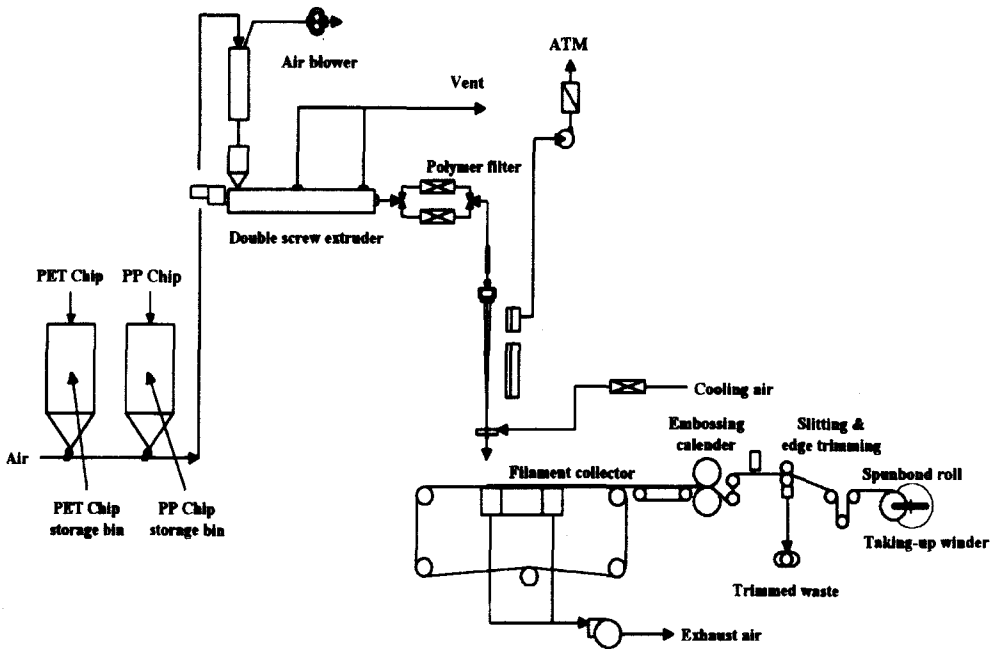 Air blower
ATM
Vent
Polymer filter
Double screw extruder
PET Chip
PP Chip
Cooling air
Air
PET Chip
storage bin
PP Chip
storage bin
Filament collector
Embossing
calender
Slitting &
edge trimming
Spunbond roll
Taking-up winder
Trimmed waste
Exhaust air